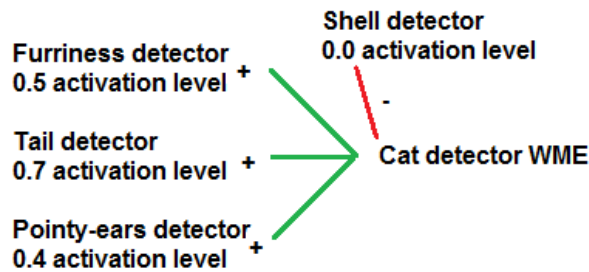 Shell detector
0.0 activation level
-
Furriness detector
0.5 activation level +
Tail detector
0.7 activation level +
Cat detector WME
Pointy-ears detector
0.4 activation level +